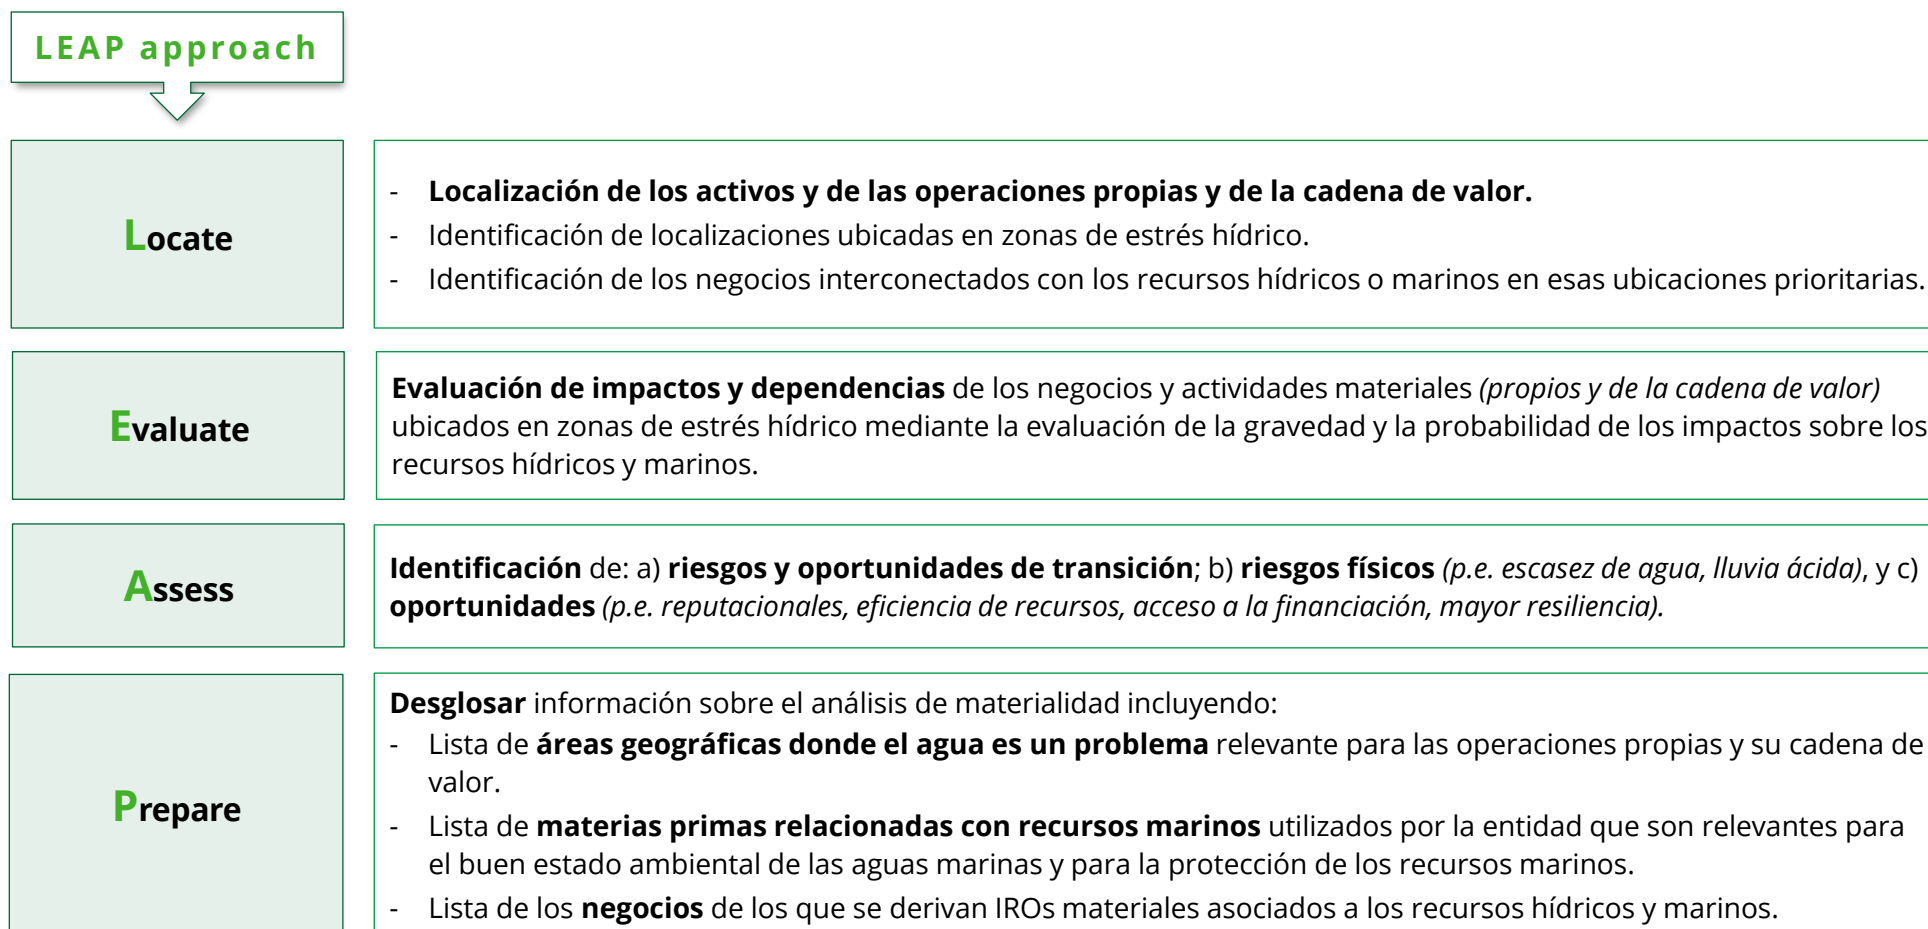 LEAP approach
Locate
- Localización de los activos y de las operaciones propias y de la cadena de valor.
- Identificación de localizaciones ubicadas en zonas de estrés hídrico.
- Identificación de los negocios interconectados con los recursos hídricos o marinos en esas ubicaciones prioritarias.
Evaluate
Evaluación de impactos y dependencias de los negocios y actividades materiales (propios y de la cadena de valor)
ubicados en zonas de estrés hídrico mediante la evaluación de la gravedad y la probabilidad de los impactos sobre los
recursos hídricos y marinos.
Assess
Identificación de: a) riesgos y oportunidades de transición; b) riesgos físicos (p.e. escasez de agua, lluvia ácida), y c)
oportunidades (p.e. reputacionales, eficiencia de recursos, acceso a la financiación, mayor resiliencia).
Prepare
Desglosar información sobre el análisis de materialidad incluyendo:
- Lista de áreas geográficas donde el agua es un problema relevante para las operaciones propias y su cadena de
valor.
- Lista de materias primas relacionadas con recursos marinos utilizados por la entidad que son relevantes para
el buen estado ambiental de las aguas marinas y para la protección de los recursos marinos.
- Lista de los negocios de los que se derivan IROs materiales asociados a los recursos hídricos y marinos.